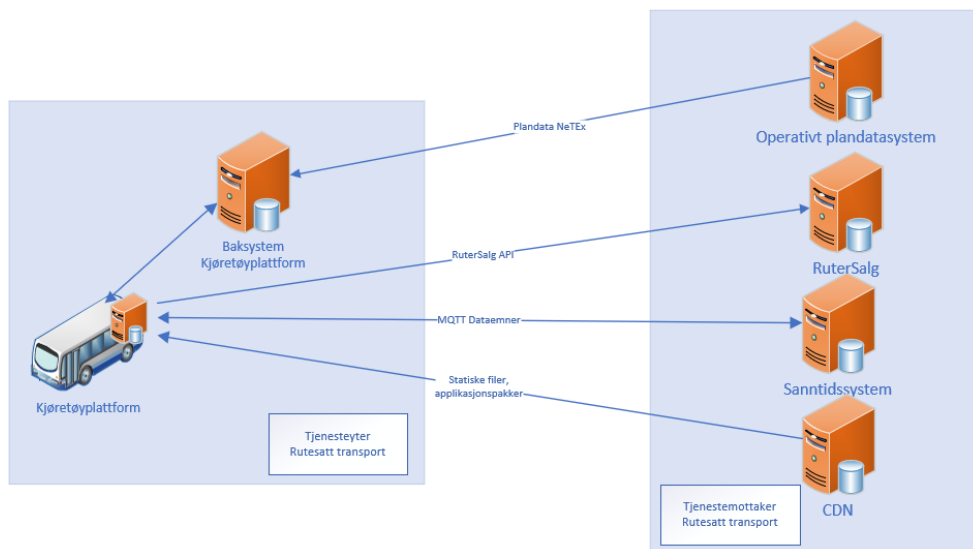 Plandata NeTEx
Operativt plandatasystem
Baksystem
Kjøretøyplattform
RuterSalg API
RuterSalg
MQTT Dataemner
Sanntidssystem
Statiske filer,
applikasjonspakker
Kjøretøyplattform
Tjenesteyter
Rutesatt transport
CDN
Tjenestemottaker
Rutesatt transport